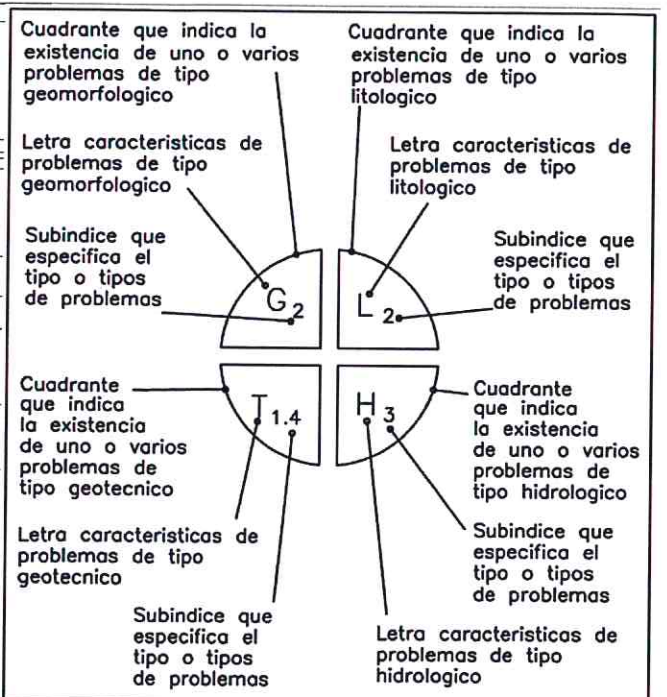 Cuadrante que indica la
existencia de uno o varios
problemas de tipo
geomorfologico
Cuadrante que indica la
existencia de uno o varios
problemas de tipo
litologico
Letra caracteristicas de
problemas de tipo
geomorfologico
Letra caracteristicas de
problemas de tipo
litologico
Subindice que
especifica el
tipo o tipos
de problemas
Subindice que
especifica el
tipo o tipos
de problemas
G2
L2
T1.4
H3
Cuadrante
que indica
la existencia
de uno o varios
problemas de
tipo geotecnico
Cuadrante
que indica
la existencia
de uno o varios
problemas de
tipo hidrologico
Letra caracteristicas de
problemas de tipo
geotecnico
Subindice que
especifica el
tipo o tipos
de problemas
Subindice que
especifica el
tipo o tipos
de problemas
Letra caracteristicas de
problemas de tipo
hidrologico